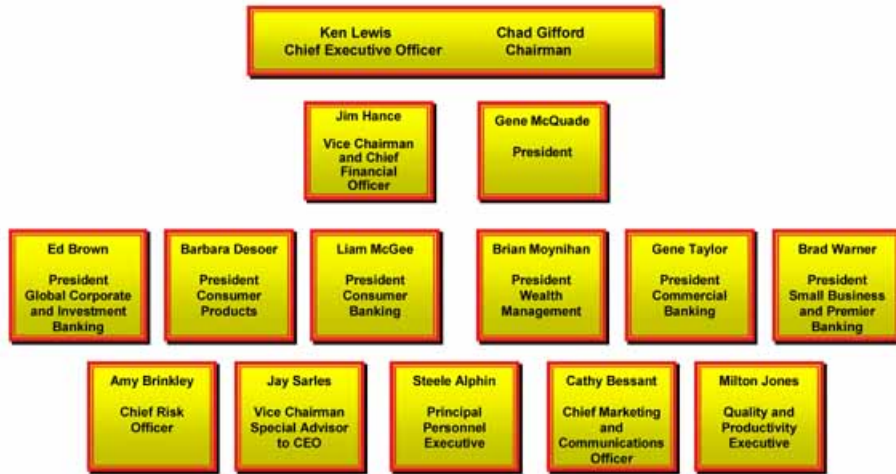 Ken Lewis
Chief Executive Officer
Chad Gifford
Chairman
Jim Hance
Vice Chairman
and Chief
Financial
Officer
Gene McQuade
President
Ed Brown
President
Global Corporate
and Investment
Banking
Barbara Desoer
President
Consumer
Products
Liam McGee
President
Consumer
Banking
Brian Moynihan
President
Wealth
Management
Gene Taylor
President
Commercial
Banking
Brad Warner
President
Small Business
and Premier
Banking
Amy Brinkley
Chief Risk
Officer
Jay Sarles
Vice Chairman
Special Advisor
to CEO
Steele Alphin
Principal
Personnel
Executive
Cathy Bessant
Chief Marketing
and
Communications
Officer
Milton Jones
Quality and
Productivity
Executive